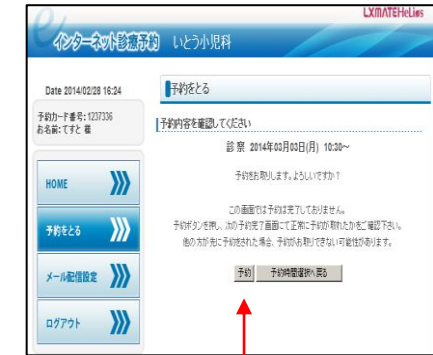 LXMATEHeLios
インターネット診療予約 いとう小児科
Date 2014/02/28 16:24
予約カード番号:1237336
お名前:てすと 様
HOME
予約をとる
メール配信設定
ログアウト
予約をとる
予約内容を確認してください
診察 2014年03月03日(月) 10:30~
予約をお取りします。よろしいですか?
この画面では予約は完了しておりません。
予約ボタンを押し、次の予約完了画面にて正常に予約が取れたかをご確認下さい。
他の方が先に予約された場合、予約がお取りできない可能性があります。
予約 予約時間選択へ戻る